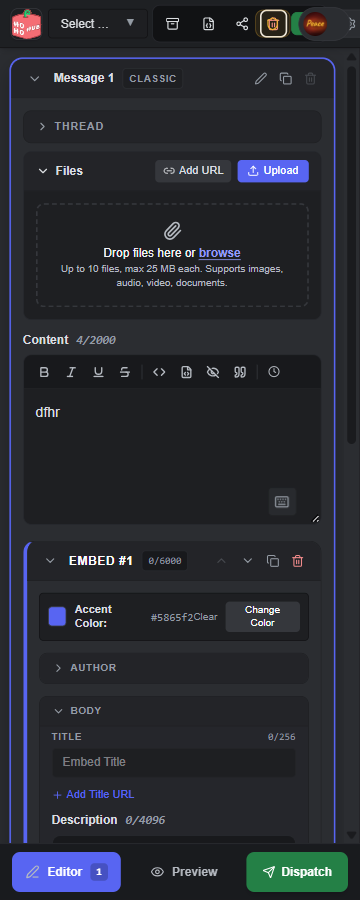 HO
MO HUB
Select ...
Peace
Message 1 CLASSIC
THREAD
Files Add URL Upload
Drop files here or browse
Up to 10 files, max 25 MB each. Supports images,
audio, video, documents.
Content 4/2000
B I U S
dfhr
EMBED #1 0/6000
Accent
Color: #5865f2 Clear Change
Color
AUTHOR
BODY
TITLE 0/256
Embed Title
+ Add Title URL
Description 0/4096
Editor 1 Preview Dispatch